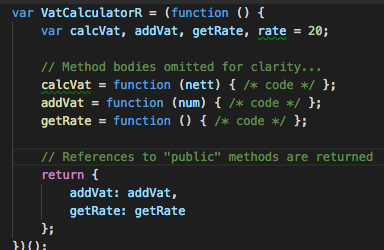 var VatCalculatorR = (function () {
    var calcVat, addVat, getRate, rate = 20;

    // Method bodies omitted for clarity...
    calcVat = function (nett) { /* code */ };
    addVat = function (num) { /* code */ };
    getRate = function () { /* code */ };

    // References to "public" methods are returned
    return {
        addVat: addVat,
        getRate: getRate
    };
})();